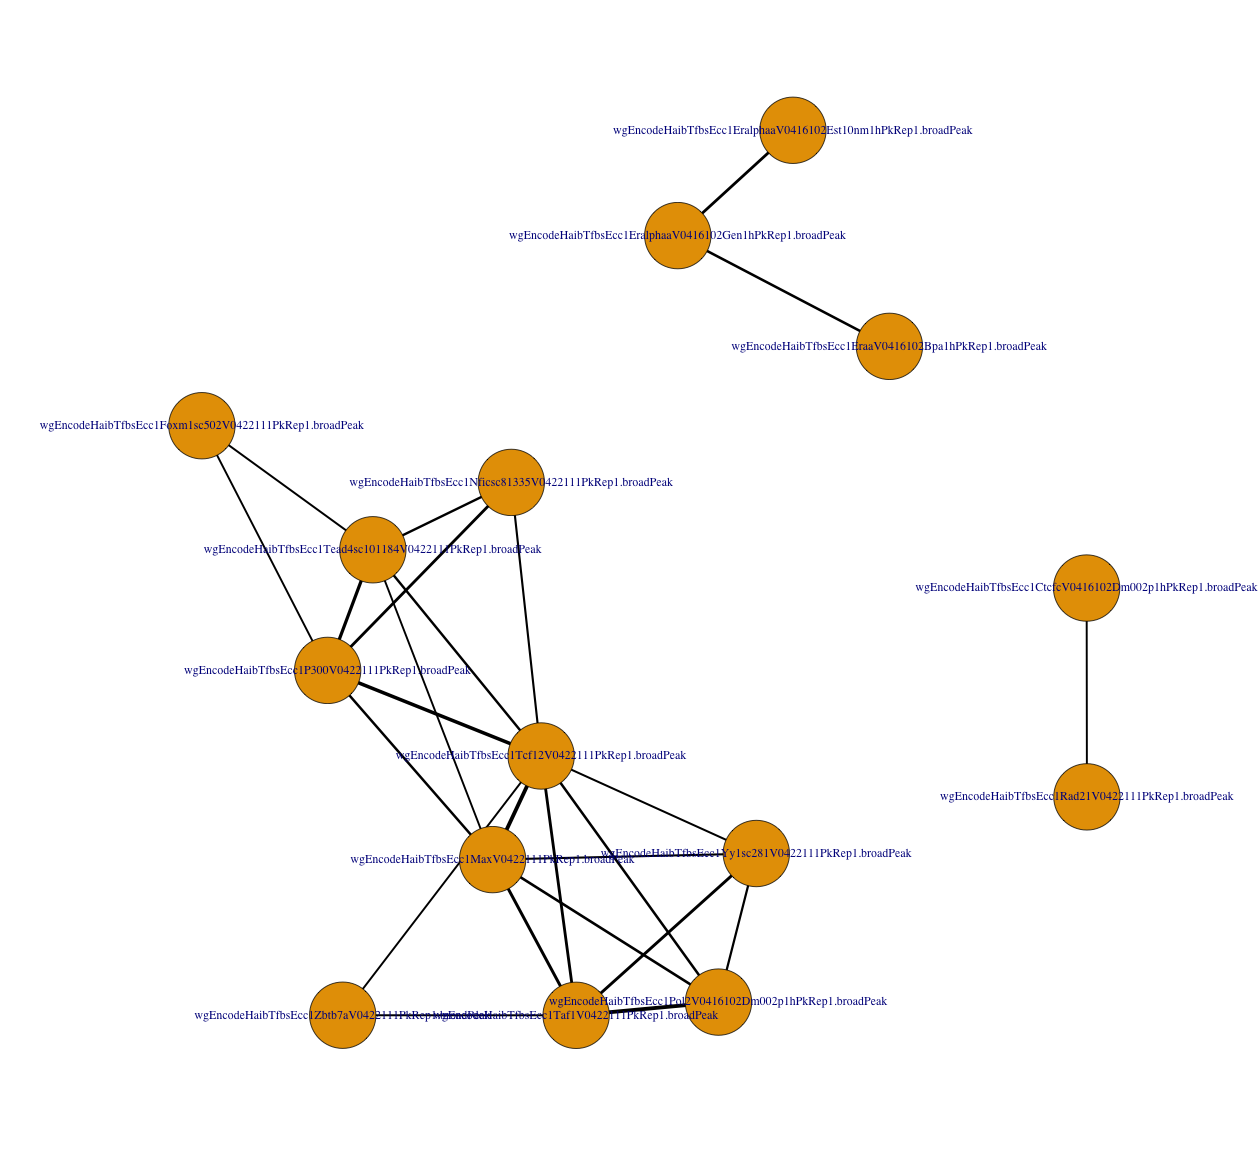 wgEncodeHaibTfbsEcc1EralphaaV0416102Est10nm1hPkRep1.broadPeak
wgEncodeHaibTfbsEcc1EralphaaV0416102Gen1hPkRep1.broadPeak
wgEncodeHaibTfbsEcc1EraaV0416102Bpa1hPkRep1.broadPeak
wgEncodeHaibTfbsEcc1Foxm1sc502V0422111PkRep1.broadPeak
wgEncodeHaibTfbsEcc1Nficsc81335V0422111PkRep1.broadPeak
wgEncodeHaibTfbsEcc1Tead4sc101184V0422111PkRep1.broadPeak
wgEncodeHaibTfbsEcc1CtcfcV0416102Dm002p1hPkRep1.broadPeak
wgEncodeHaibTfbsEcc1P300V0422111PkRep1.broadPeak
wgEncodeHaibTfbsEcc1Tcf12V0422111PkRep1.broadPeak
wgEncodeHaibTfbsEcc1Rad21V0422111PkRep1.broadPeak
wgEncodeHaibTfbsEcc1MaxV0422111PkRep1.broadPeak
wgEncodeHaibTfbsEcc1Yy1sc281V0422111PkRep1.broadPeak
wgEncodeHaibTfbsEcc1Pol2V0416102Dm002p1hPkRep1.broadPeak
wgEncodeHaibTfbsEcc1Zbtb7aV0422111PkRep1.broadPeak
wgEncodeHaibTfbsEcc1Taf1V0422111PkRep1.broadPeak